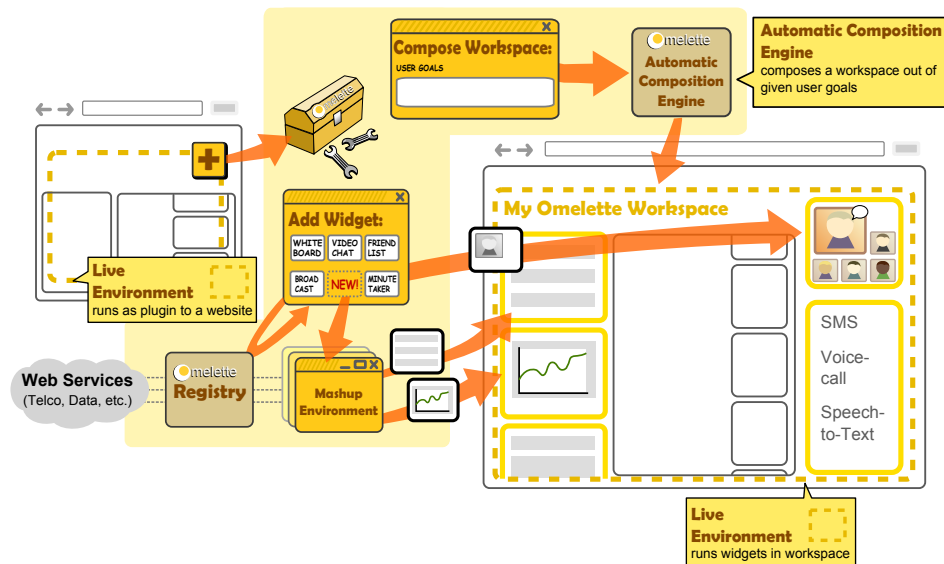 Compose Workspace:
USER GOALS
Omelette
Automatic
Composition
Engine
Automatic Composition
Engine
composes a workspace out of
given user goals
Omelette
Add Widget:
WHITE
BOARD
VIDEO
CHAT
FRIEND
LIST
BROAD
CAST
NEW!
MINUTE
TAKER
Live
Environment
runs as plugin to a website
My Omelette Workspace
SMS
Voice-
call
Speech-
to-Text
Web Services
(Telco, Data, etc.)
Omelette
Registry
Mashup
Environment
Live
Environment
runs widgets in workspace